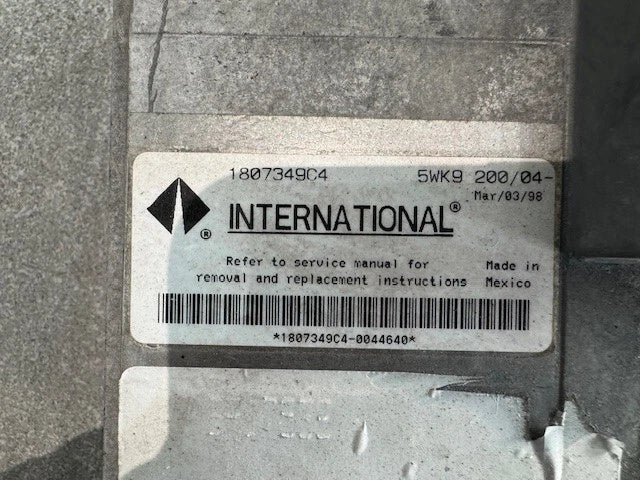 1807349C4 5WK9 200/04-
Mar/03/98
® INTERNATIONAL®
Refer to service manual for
removal and replacement instructions
Made in
Mexico
*1807349C4-0044640*